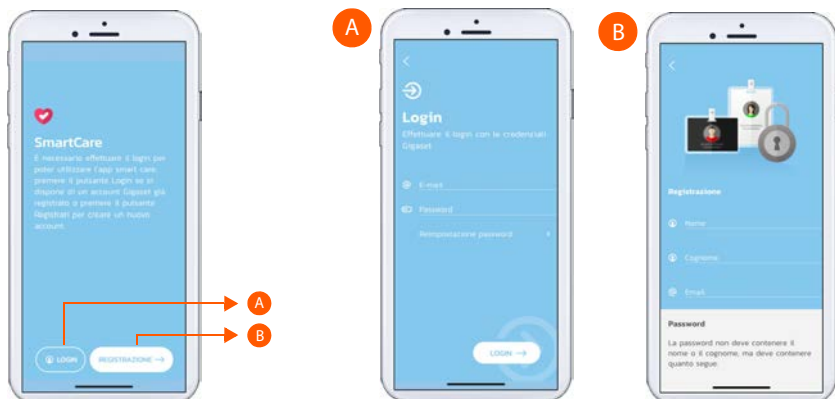 SmartCare
È necessario effettuare il login per
poter utilizzare l'app smart care,
premere il pulsante Login se si
dispone di un account Gigaset già
registrato o premere il pulsante
Registrati per creare un nuovo
account.
LOGIN
REGISTRAZIONE
A
B
A
Login
Effettuare il login con le credenziali
Gigaset
E-mail
Password
Reimpostazione password
LOGIN
B
Registrazione
Nome
Cognome
Email
Password
La password non deve contenere il
nome o il cognome, ma deve contenere
quanto segue: